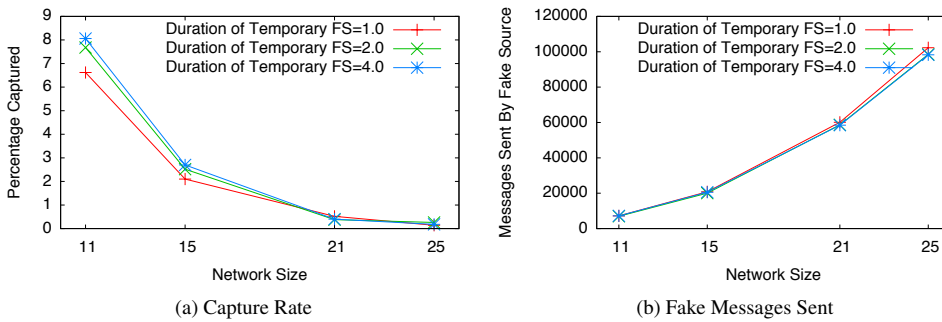 Percentage Captured
9
8
7
6
5
4
3
2
1
0
Duration of Temporary FS=1.0
Duration of Temporary FS=2.0
Duration of Temporary FS=4.0
11 15 21 25
Network Size
(a) Capture Rate
Messages Sent By Fake Source
120000
100000
80000
60000
40000
20000
0
Duration of Temporary FS=1.0
Duration of Temporary FS=2.0
Duration of Temporary FS=4.0
11 15 21 25
Network Size
(b) Fake Messages Sent